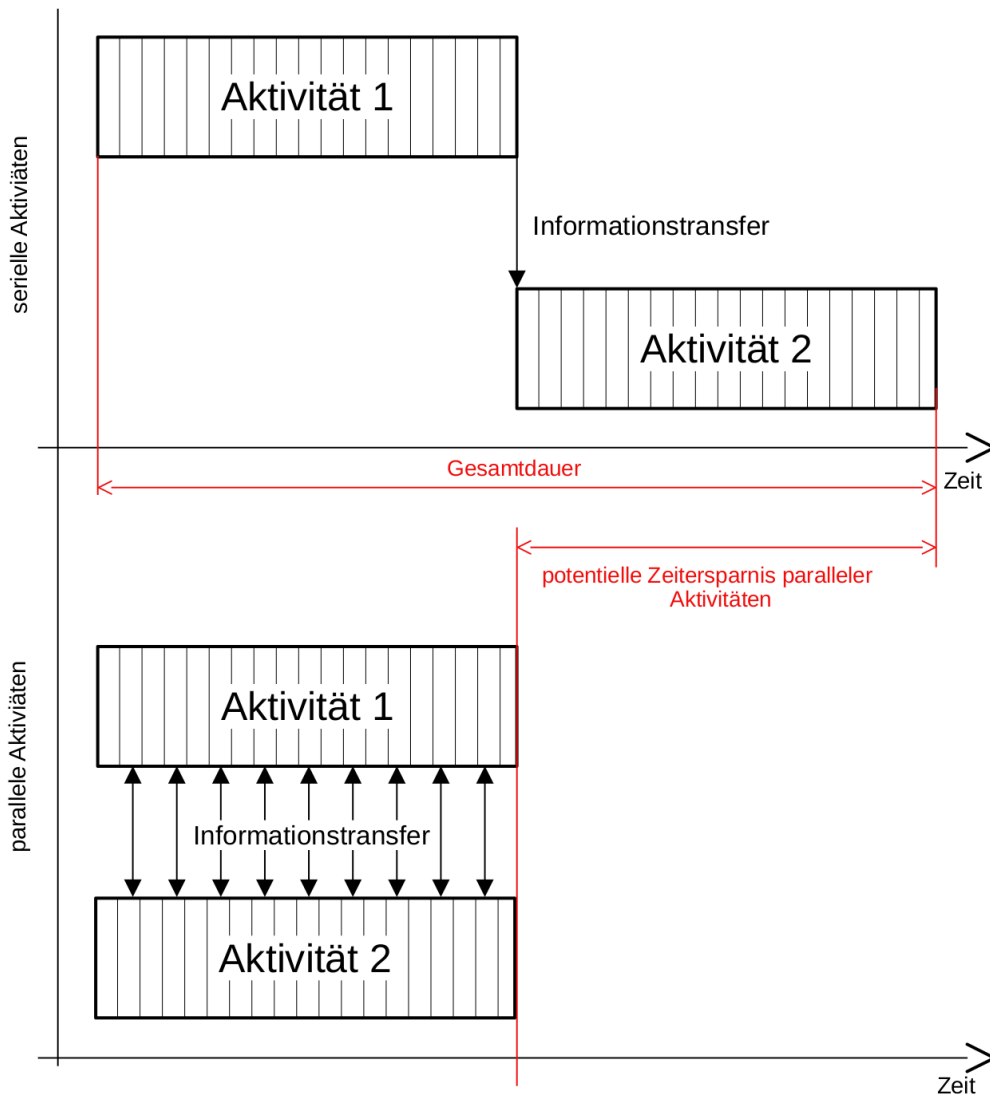 serielle Aktiviäten
Aktivität 1
Informationstransfer
Aktivität 2
Gesamtdauer
Zeit
potentielle Zeitersparnis paralleler
Aktivitäten
parallele Aktiviäten
Aktivität 1
Informationstransfer
Aktivität 2
Zeit